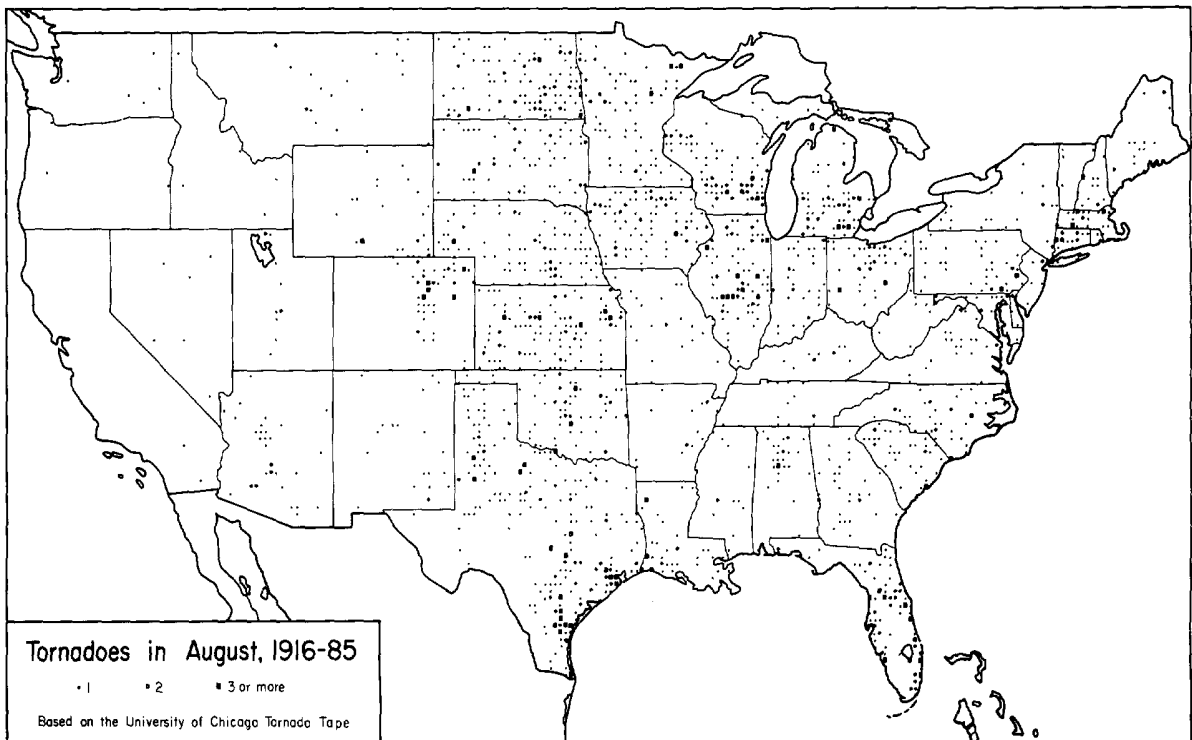 Tornadoes in August, 1916-85
1 2 3 or more
Based on the University of Chicago Tornado Tape